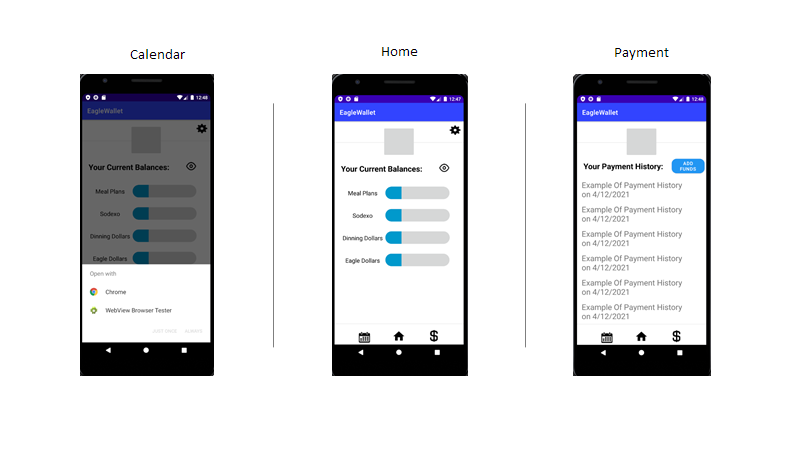 Calendar
12:48
EagleWallet
Your Current Balances:
Meal Plans
Sodexo
Dinning Dollars
Eagle Dollars
Open with
Chrome
WebView Browser Tester
JUST ONCE ALWAYS
Home
12:47
EagleWallet
Your Current Balances:
Meal Plans
Sodexo
Dinning Dollars
Eagle Dollars
$
Payment
12:48
EagleWallet
Your Payment History:
ADD
FUNDS
Example Of Payment History
on 4/12/2021
Example Of Payment History
on 4/12/2021
Example Of Payment History
on 4/12/2021
Example Of Payment History
on 4/12/2021
Example Of Payment History
on 4/12/2021
Example Of Payment History
on 4/12/2021
$